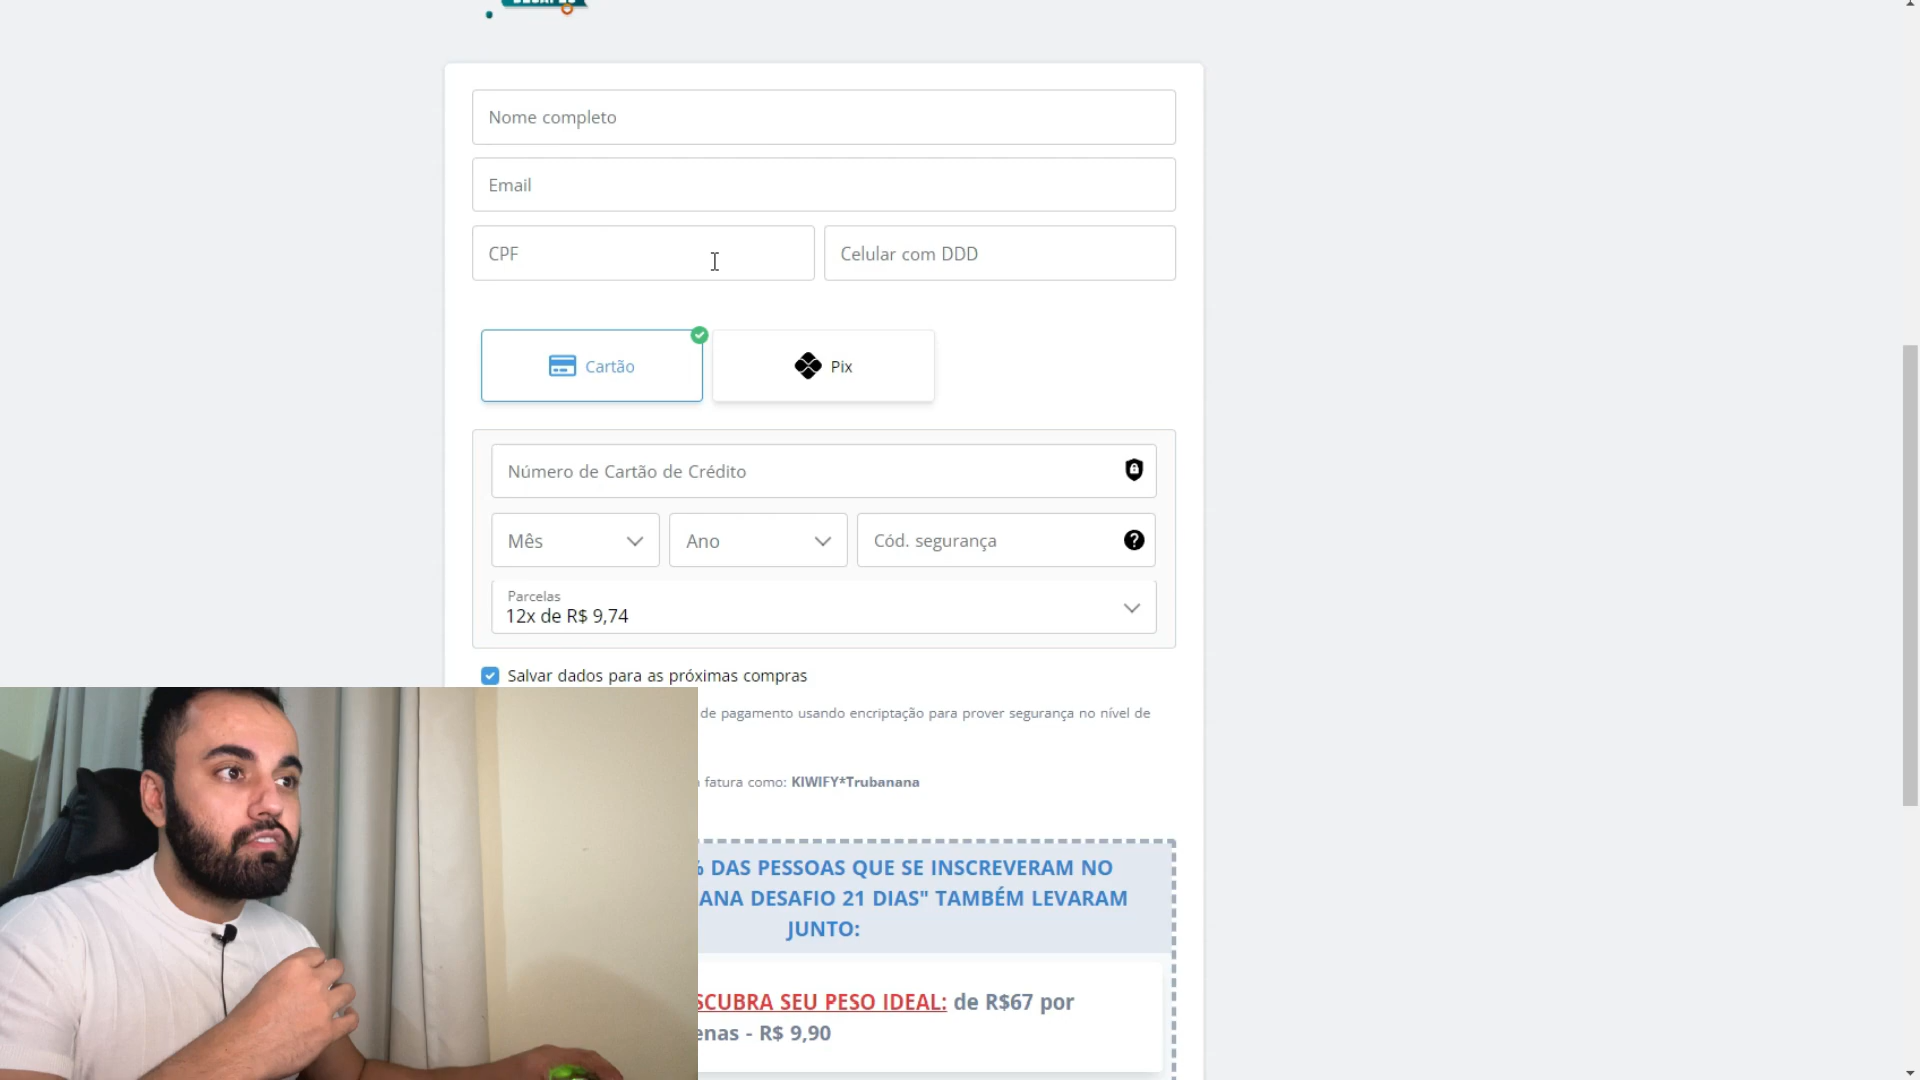 Nome completo
Email
CPF
Celular com DDD
Cartão
Pix
Número de Cartão de Crédito
Mês
Ano
Cód. segurança
Parcelas
12x de R$ 9,74
Salvar dados para as próximas compras
de pagamento usando encriptação para prover segurança no nível de
fatura como: KIWIFY*Trubanana
DAS PESSOAS QUE SE INSCREVERAM NO
ANA DESAFIO 21 DIAS" TAMBÉM LEVARAM
JUNTO:
SCUBRA SEU PESO IDEAL: de R$67 por
enas - R$ 9,90